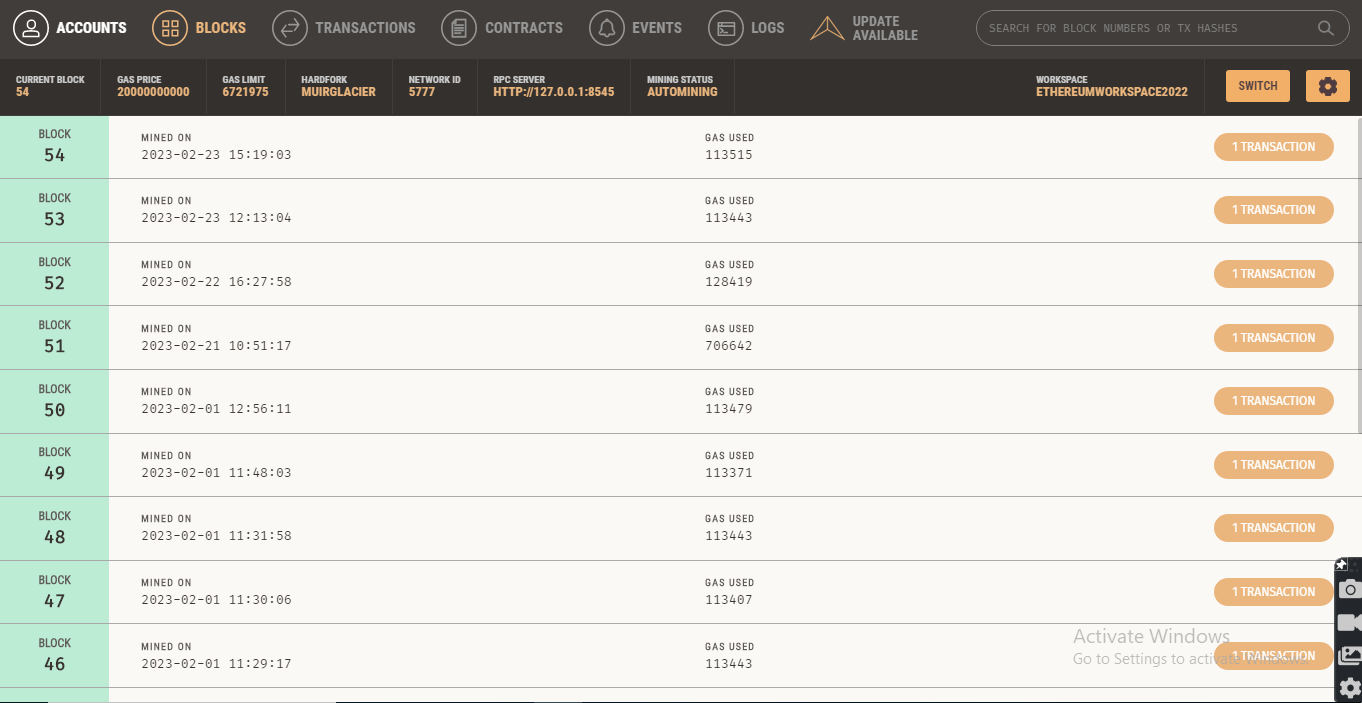 ACCOUNTS BLOCKS TRANSACTIONS CONTRACTS EVENTS LOGS UPDATE AVAILABLE SEARCH FOR BLOCK NUMBERS OR TX HASHES
CURRENT BLOCK GAS PRICE GAS LIMIT HARDFORK NETWORK ID RPC SERVER MINING STATUS WORKSPACE
54 20000000000 6721975 MUIRGLACIER 5777 HTTP://127.0.0.1:8545 AUTOMINING ETHEREUMWORKSPACE2022 SWITCH
BLOCK MINED ON GAS USED
54 2023-02-23 15:19:03 113515 1 TRANSACTION
BLOCK MINED ON GAS USED
53 2023-02-23 12:13:04 113443 1 TRANSACTION
BLOCK MINED ON GAS USED
52 2023-02-22 16:27:58 128419 1 TRANSACTION
BLOCK MINED ON GAS USED
51 2023-02-21 10:51:17 706642 1 TRANSACTION
BLOCK MINED ON GAS USED
50 2023-02-01 12:56:11 113479 1 TRANSACTION
BLOCK MINED ON GAS USED
49 2023-02-01 11:48:03 113371 1 TRANSACTION
BLOCK MINED ON GAS USED
48 2023-02-01 11:31:58 113443 1 TRANSACTION
BLOCK MINED ON GAS USED
47 2023-02-01 11:30:06 113407 1 TRANSACTION
BLOCK MINED ON GAS USED
46 2023-02-01 11:29:17 113443 1 TRANSACTION
Activate Windows
Go to Settings to activate Windows.